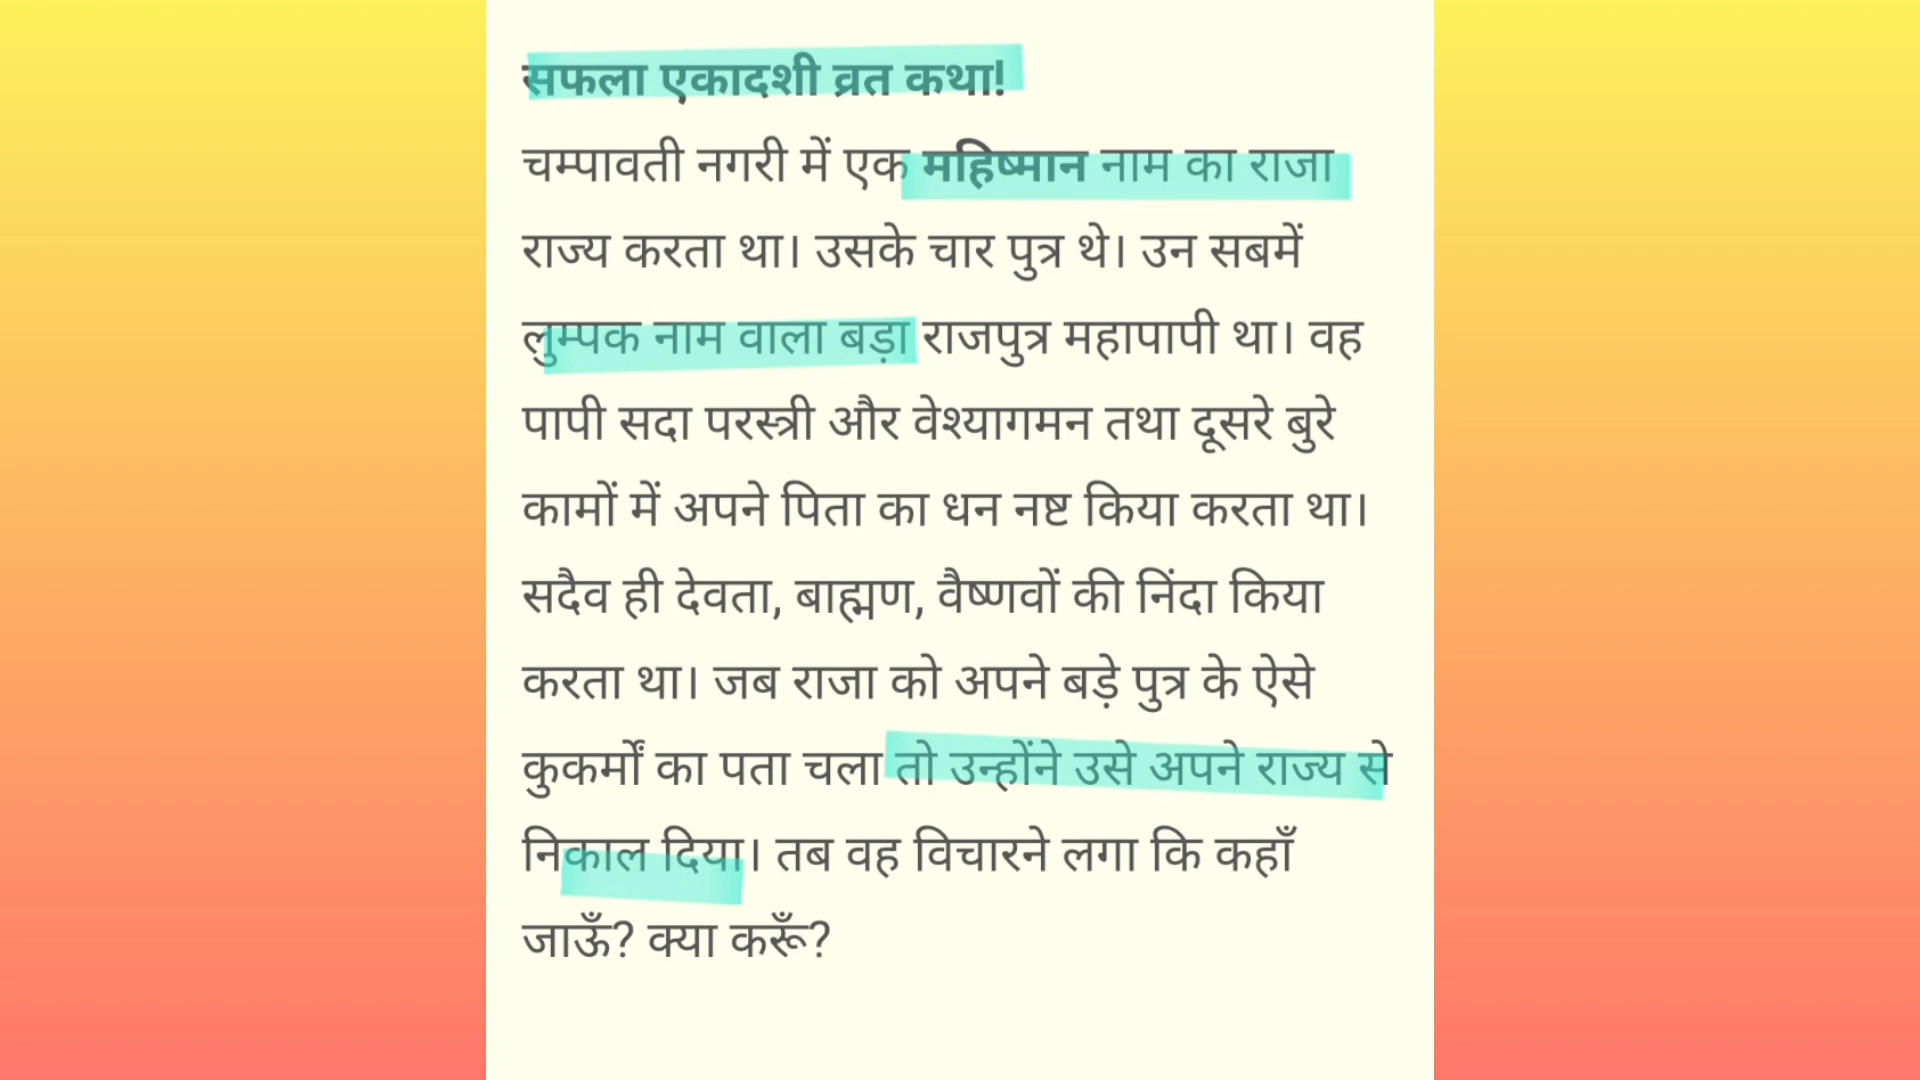 सफला एकादशी व्रत कथा!
चम्पावती नगरी में एक महिष्मान नाम का राजा
राज्य करता था। उसके चार पुत्र थे। उन सबमें
लुम्पक नाम वाला बड़ा राजपुत्र महापापी था। वह
पापी सदा परस्त्री और वेश्यागमन तथा दूसरे बुरे
कामों में अपने पिता का धन नष्ट किया करता था।
सदैव ही देवता, बाह्मण, वैष्णवों की निंदा किया
करता था। जब राजा को अपने बड़े पुत्र के ऐसे
कुकर्मों का पता चला तो उन्होंने उसे अपने राज्य से
निकाल दिया। तब वह विचारने लगा कि कहाँ
जाऊँ? क्या करूँ?